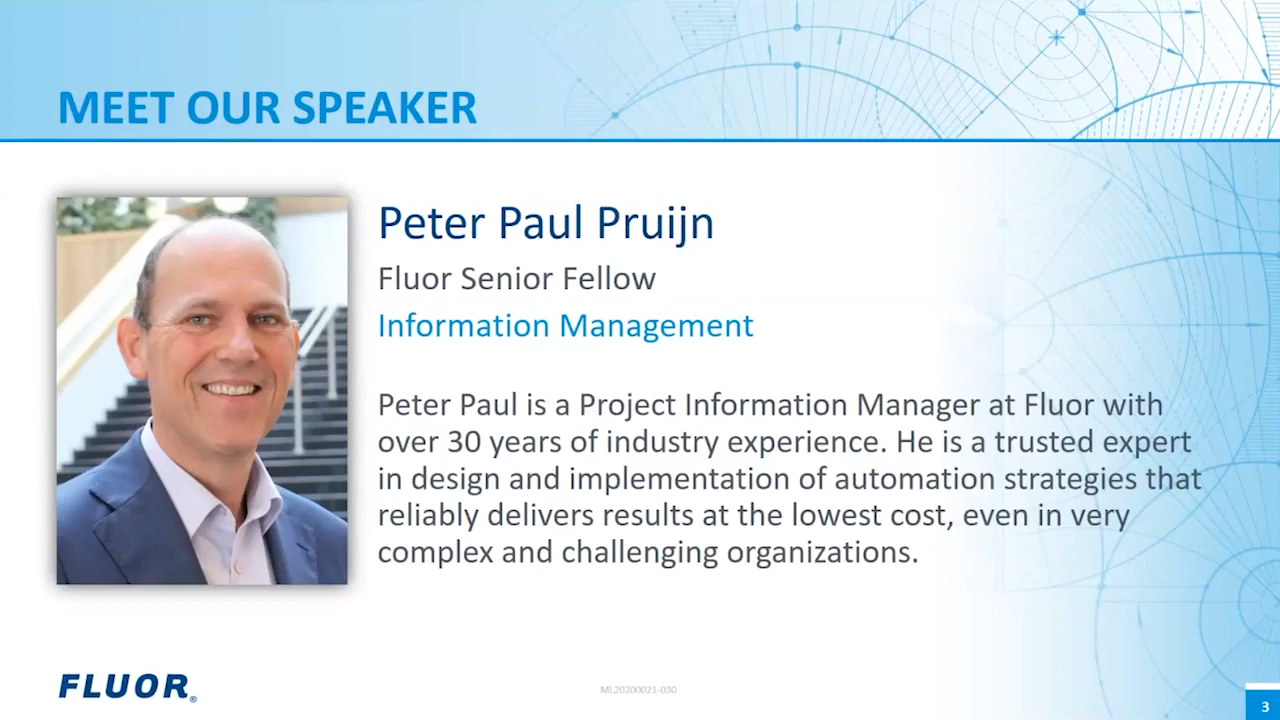 MEET OUR SPEAKER
Peter Paul Pruijn
Fluor Senior Fellow
Information Management
Peter Paul is a Project Information Manager at Fluor with
over 30 years of industry experience. He is a trusted expert
in design and implementation of automation strategies that
reliably delivers results at the lowest cost, even in very
complex and challenging organizations.
FLUOR®
ML20200021-030
3